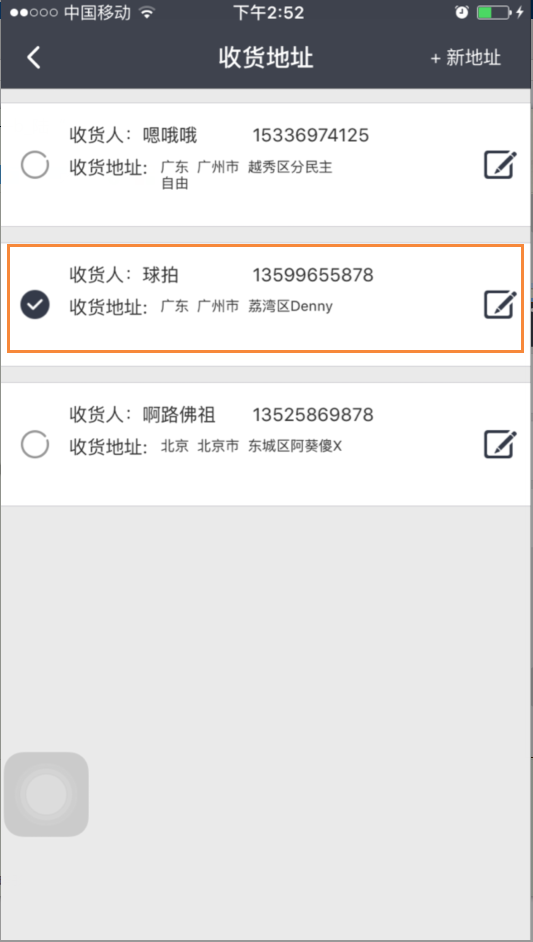 中国移动 下午2:52
收货地址 + 新地址
收货人：嗯哦哦 15336974125
收货地址: 广东 广州市 越秀区分民主
自由
收货人：球拍 13599655878
收货地址: 广东 广州市 荔湾区Denny
收货人：啊路佛祖 13525869878
收货地址: 北京 北京市 东城区阿葵傻X